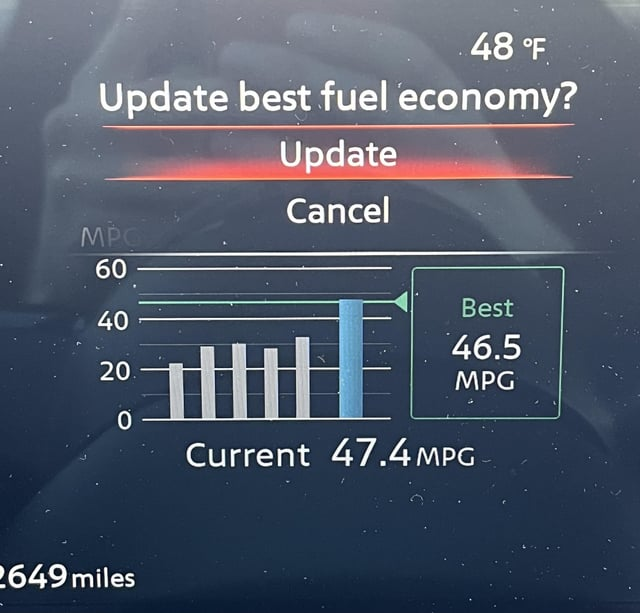 48 °F
Update best fuel economy?
Update
Cancel
MPG
60
40
20
0
Best
46.5
MPG
Current 47.4 MPG
2649 miles